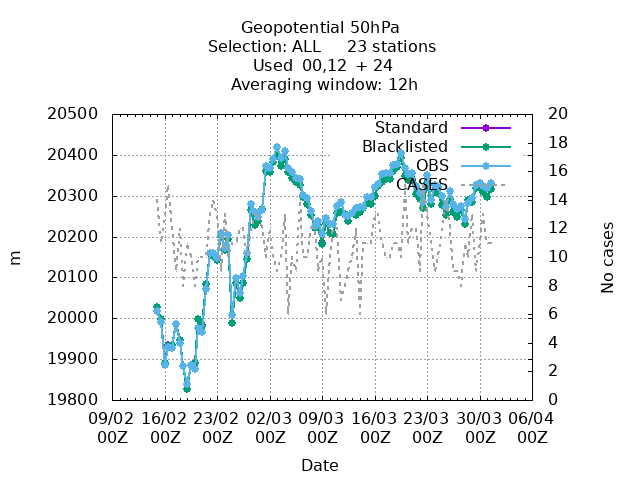 Geopotential 50hPa
Selection: ALL 23 stations
Used 00,12 + 24
Averaging window: 12h
20500
20400
20300
20200
20100
20000
19900
19800
m
20
18
16
14
12
10
8
6
4
2
0
No cases
Standard
Blacklisted
OBS
CASES
09/02 16/02 23/02 02/03 09/03 16/03 23/03 30/03 06/04
00Z 00Z 00Z 00Z 00Z 00Z 00Z 00Z 00Z
Date